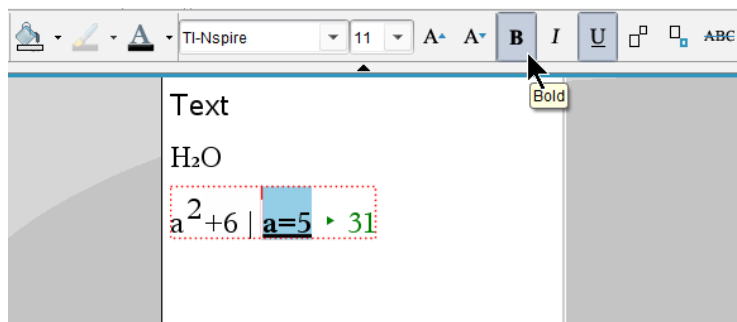 TI-Nspire 11 A A B I U ABC
Bold
Text
H₂O
a²+6 | a=5 ▸ 31